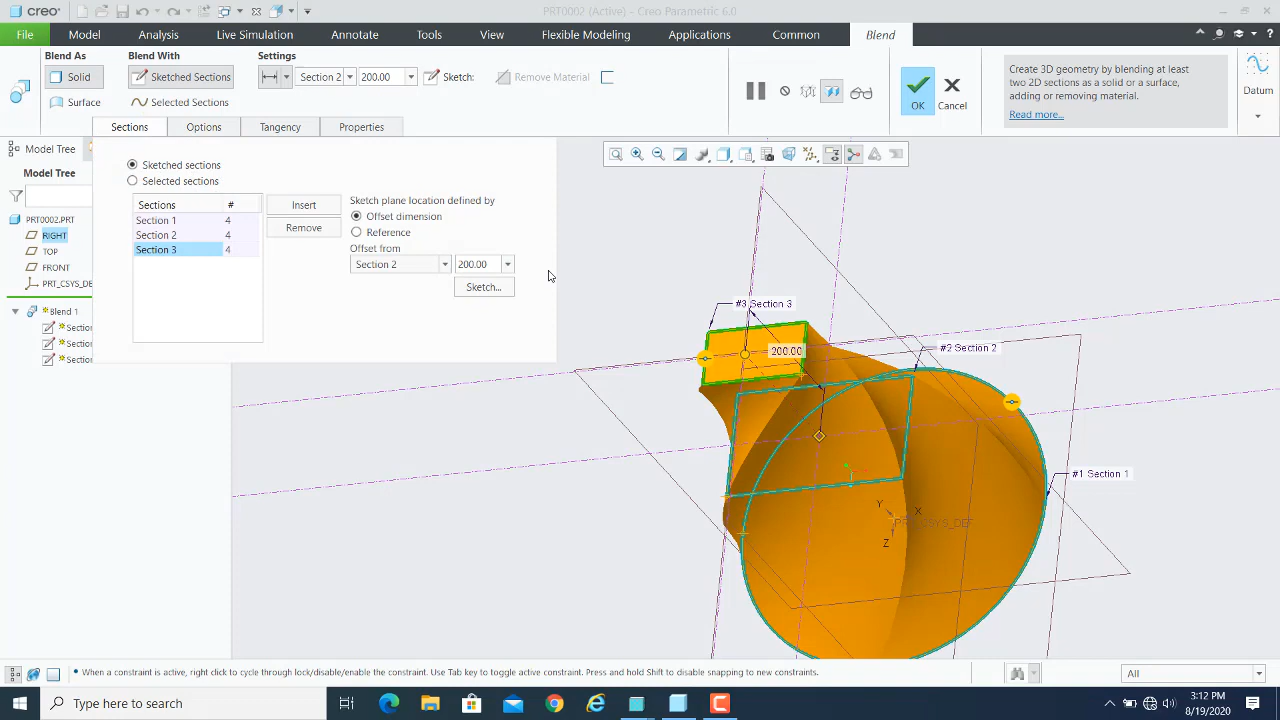 creo PRT0002 (Active) - Creo Parametric 6.0
File Model Analysis Live Simulation Annotate Tools View Flexible Modeling Applications Common Blend
Blend As Blend With Settings
Solid Sketched Sections Section 2 200.00 Sketch: Remove Material
Surface Selected Sections
OK Cancel
Create 3D geometry by blending at least
two 2D sections as a solid or a surface,
adding or removing material.
Read more...
Datum
Sections Options Tangency Properties
Model Tree
Model Tree
PRT0002.PRT
RIGHT
TOP
FRONT
PRT_CSYS_DEF
Blend 1
Sectio
Section
Section
Sketched sections
Selected sections
Sections #
Section 1 4
Section 2 4
Section 3 4
Insert
Remove
Sketch plane location defined by
Offset dimension
Reference
Offset from
Section 2 200.00
Sketch...
#3 Section 3
200.00
#2 Section 2
#1 Section 1
Y X
PRT_CSYS_DEF
Z
When a constraint is active, right click to cycle through lock/disable/enable the constraint. Use Tab key to toggle active constraint. Press and hold Shift to disable snapping to new constraints.
All
Type here to search
3:12 PM
8/19/2020